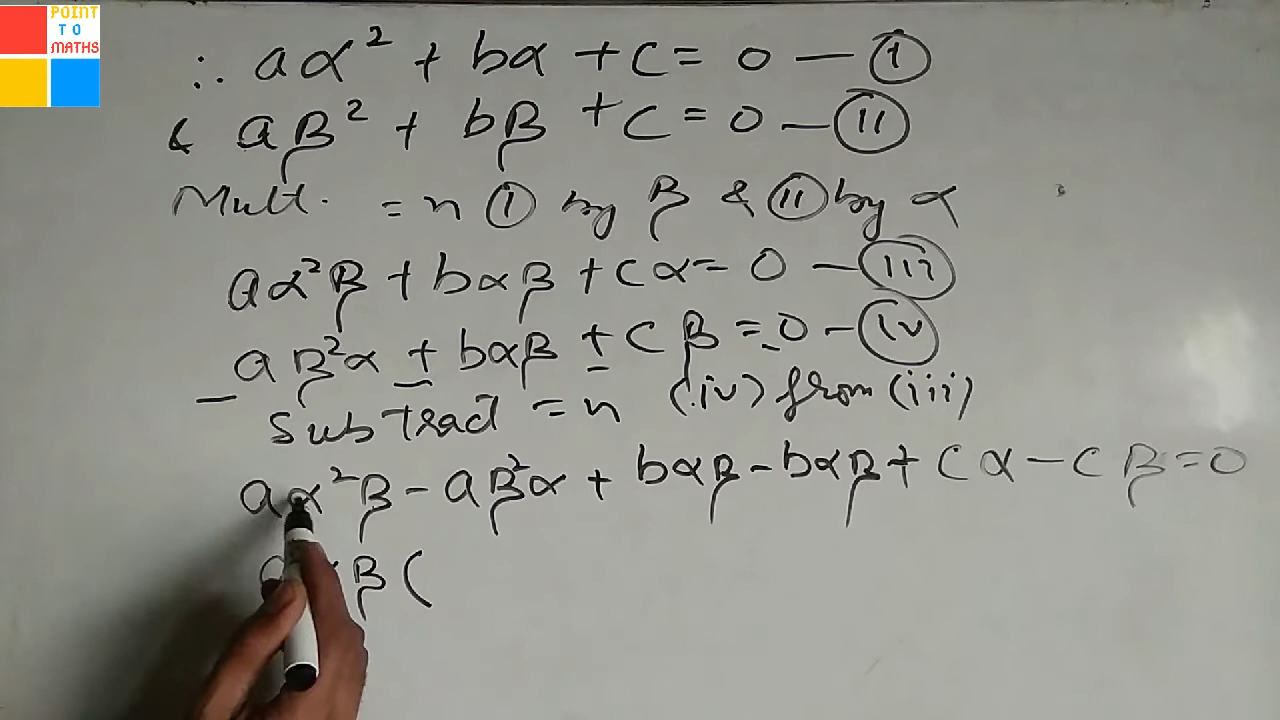 POINT
TO
MATHS
∴ aα² + bα + C = 0 — (i)
& aβ² + bβ + C = 0 — (ii)
Mult. = n (i) by β & (ii) by α
aα²β + bαβ + Cα = 0 — (iii)
aβ²α + bαβ + Cβ = 0 — (iv)
− − − −
Subtract = n (iv) from (iii)
aα²β − aβ²α + bαβ − bαβ + Cα − Cβ = 0
β (